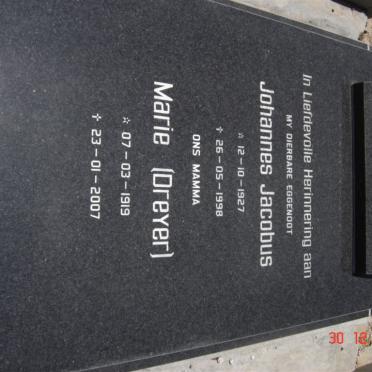 In Liefdevolle Herinnering aan
MY DIERBARE EGGENOOT
Johannes Jacobus
☆ 12-10-1927
✝ 26-05-1998
ONS MAMMA
Marie (Dreyer)
☆ 07-03-1919
✝ 23-01-2007
30 12